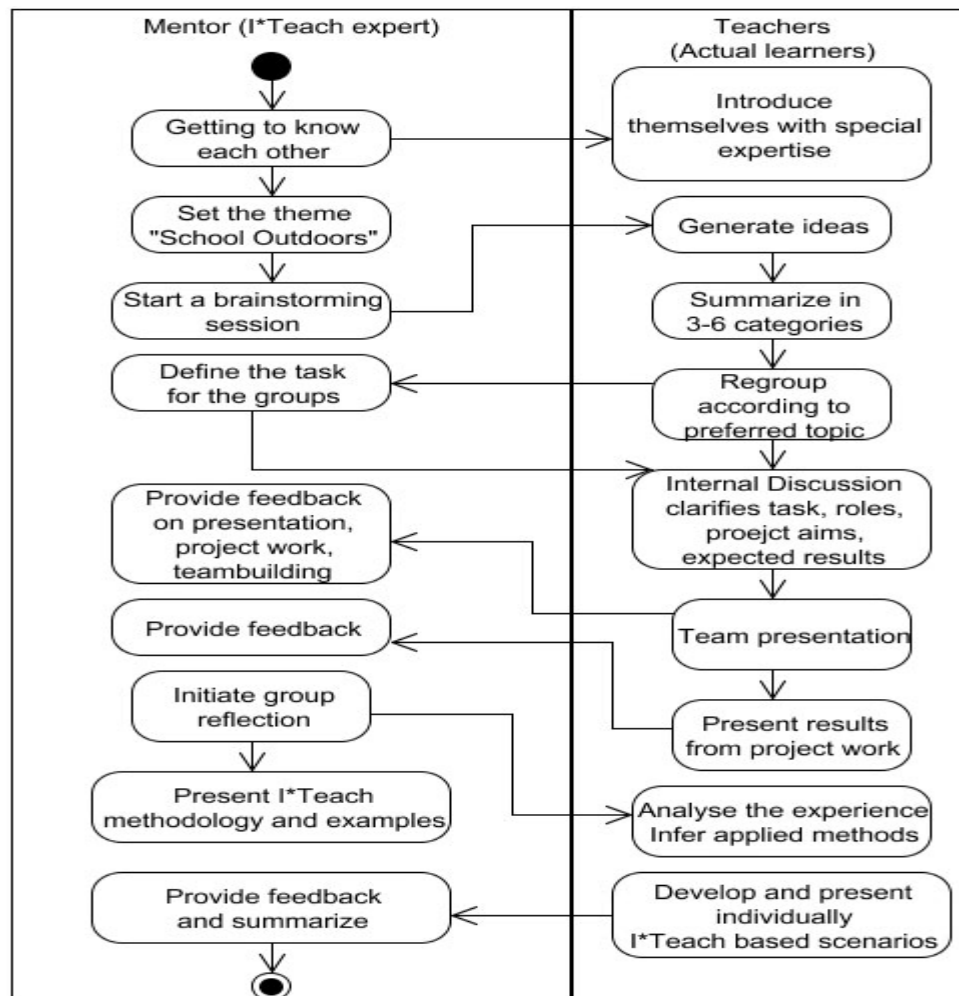 Mentor (I*Teach expert)
Teachers
(Actual learners)
Getting to know
each other
Introduce
themselves with special
expertise
Set the theme
"School Outdoors"
Generate ideas
Start a brainstorming
session
Summarize in
3-6 categories
Define the task
for the groups
Regroup
according to
preferred topic
Provide feedback
on presentation,
project work,
teambuilding
Internal Discussion
clarifies task, roles,
proejct aims,
expected results
Provide feedback
Team presentation
Initiate group
reflection
Present results
from project work
Present I*Teach
methodology and examples
Analyse the experience
Infer applied methods
Provide feedback
and summarize
Develop and present
individually
I*Teach based scenarios